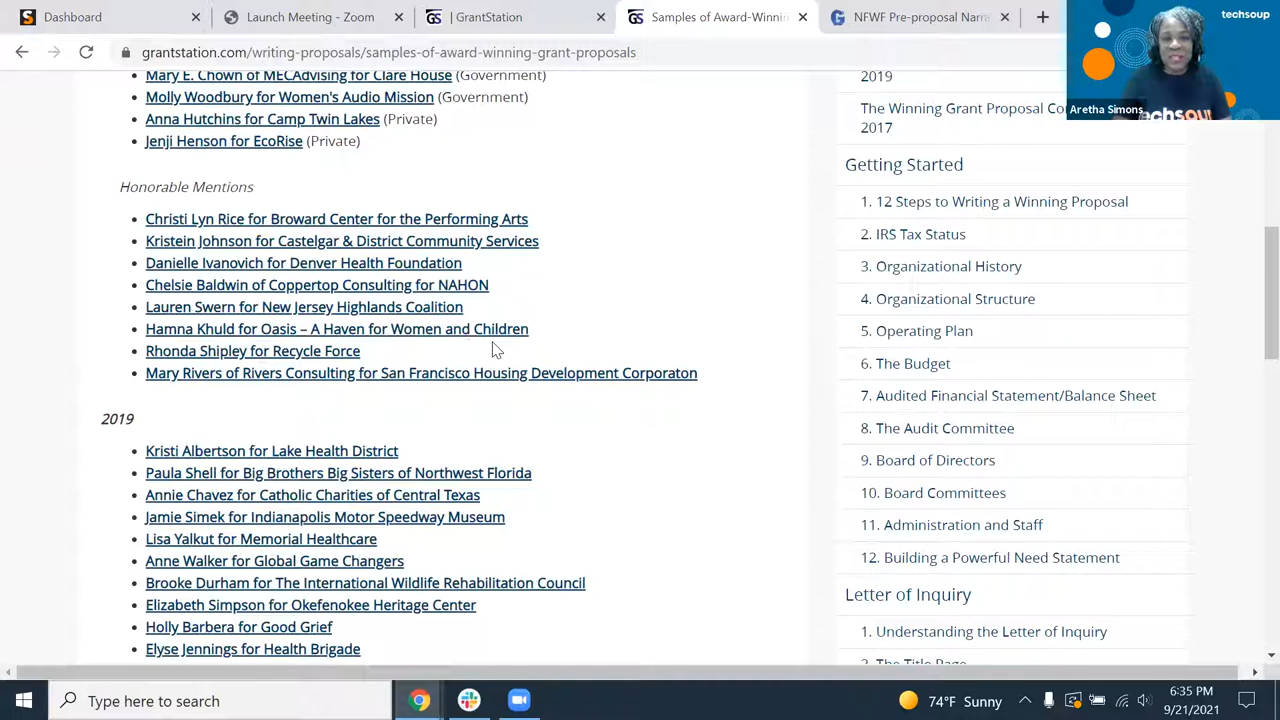 Dashboard
Launch Meeting - Zoom
GS | GrantStation
GS Samples of Award-Winnin
NFWF Pre-proposal Narra
techsoup
grantstation.com/writing-proposals/samples-of-award-winning-grant-proposals
Aretha Simons
techsoup
Mary E. Chown of MECAdvising for Clare House (Government)
Molly Woodbury for Women's Audio Mission (Government)
Anna Hutchins for Camp Twin Lakes (Private)
Jenji Henson for EcoRise (Private)
Honorable Mentions
Christi Lyn Rice for Broward Center for the Performing Arts
Kristein Johnson for Castelgar & District Community Services
Danielle Ivanovich for Denver Health Foundation
Chelsie Baldwin of Coppertop Consulting for NAHON
Lauren Swern for New Jersey Highlands Coalition
Hamna Khuld for Oasis – A Haven for Women and Children
Rhonda Shipley for Recycle Force
Mary Rivers of Rivers Consulting for San Francisco Housing Development Corporaton
2019
Kristi Albertson for Lake Health District
Paula Shell for Big Brothers Big Sisters of Northwest Florida
Annie Chavez for Catholic Charities of Central Texas
Jamie Simek for Indianapolis Motor Speedway Museum
Lisa Yalkut for Memorial Healthcare
Anne Walker for Global Game Changers
Brooke Durham for The International Wildlife Rehabilitation Council
Elizabeth Simpson for Okefenokee Heritage Center
Holly Barbera for Good Grief
Elyse Jennings for Health Brigade
2019
The Winning Grant Proposal Co
2017
Getting Started
1. 12 Steps to Writing a Winning Proposal
2. IRS Tax Status
3. Organizational History
4. Organizational Structure
5. Operating Plan
6. The Budget
7. Audited Financial Statement/Balance Sheet
8. The Audit Committee
9. Board of Directors
10. Board Committees
11. Administration and Staff
12. Building a Powerful Need Statement
Letter of Inquiry
1. Understanding the Letter of Inquiry
2. The Title Page
Type here to search
74°F Sunny
6:35 PM
9/21/2021